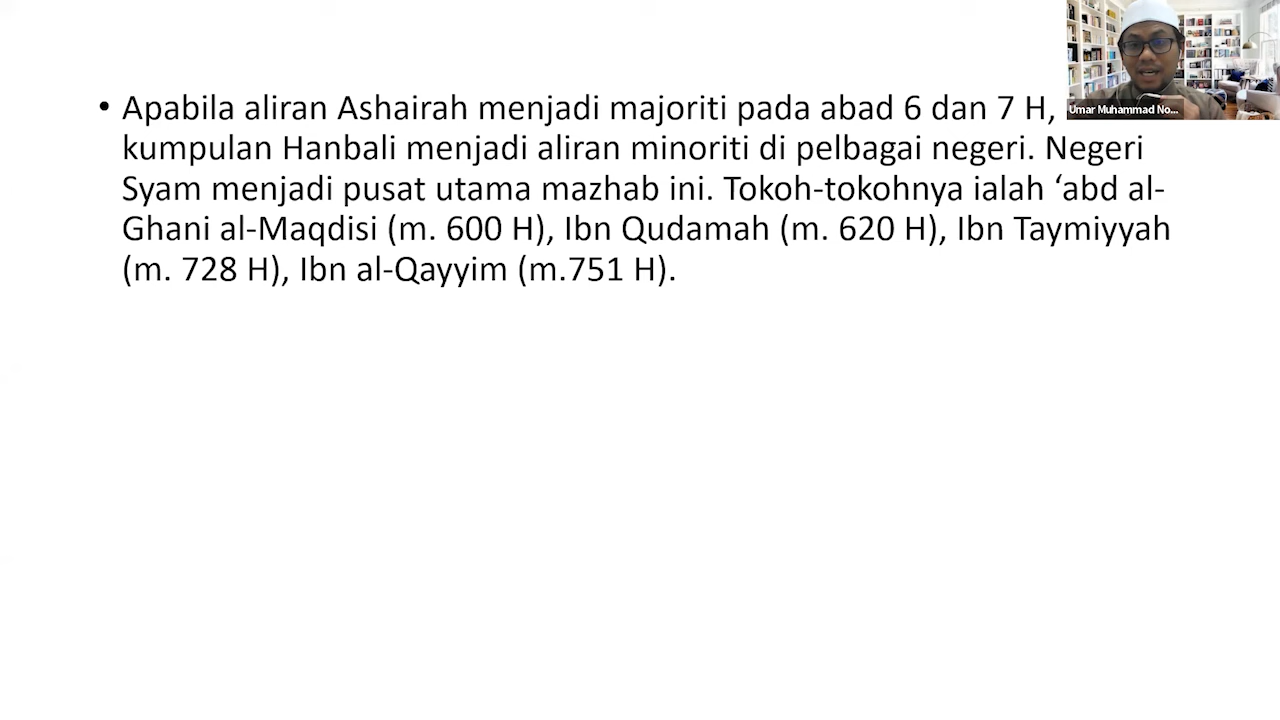 • Apabila aliran Ashairah menjadi majoriti pada abad 6 dan 7 H,
kumpulan Hanbali menjadi aliran minoriti di pelbagai negeri. Negeri
Syam menjadi pusat utama mazhab ini. Tokoh-tokohnya ialah ‘abd al-
Ghani al-Maqdisi (m. 600 H), Ibn Qudamah (m. 620 H), Ibn Taymiyyah
(m. 728 H), Ibn al-Qayyim (m.751 H).
Umar Muhammad No...